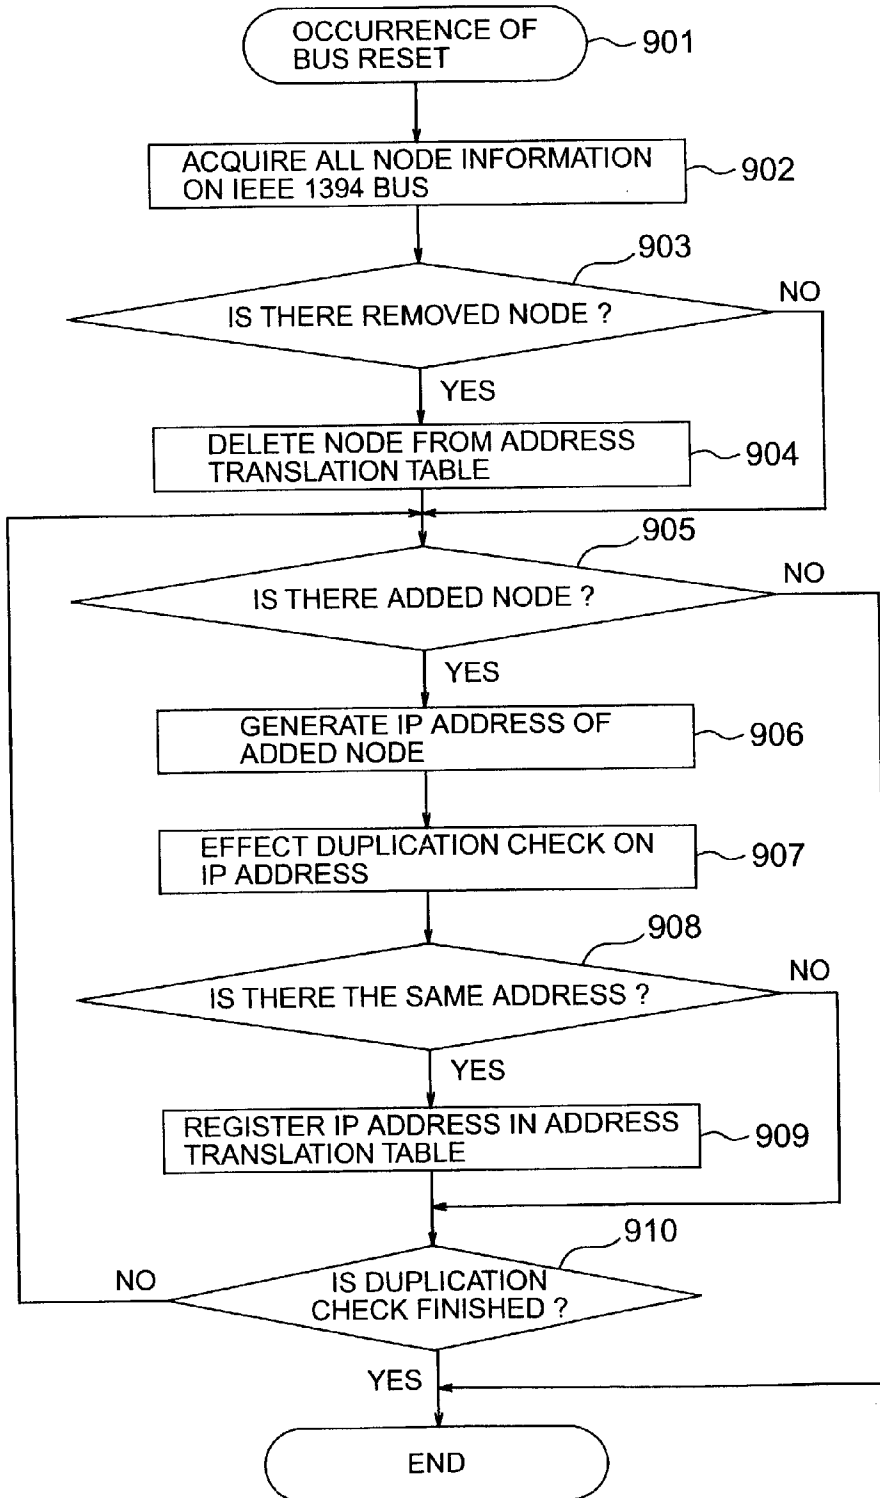 OCCURRENCE OF
BUS RESET
901
ACQUIRE ALL NODE INFORMATION
ON IEEE 1394 BUS
902
903
IS THERE REMOVED NODE ?
NO
YES
DELETE NODE FROM ADDRESS
TRANSLATION TABLE
904
905
IS THERE ADDED NODE ?
NO
YES
GENERATE IP ADDRESS OF
ADDED NODE
906
EFFECT DUPLICATION CHECK ON
IP ADDRESS
907
908
IS THERE THE SAME ADDRESS ?
NO
YES
REGISTER IP ADDRESS IN ADDRESS
TRANSLATION TABLE
909
910
NO
IS DUPLICATION
CHECK FINISHED ?
YES
END